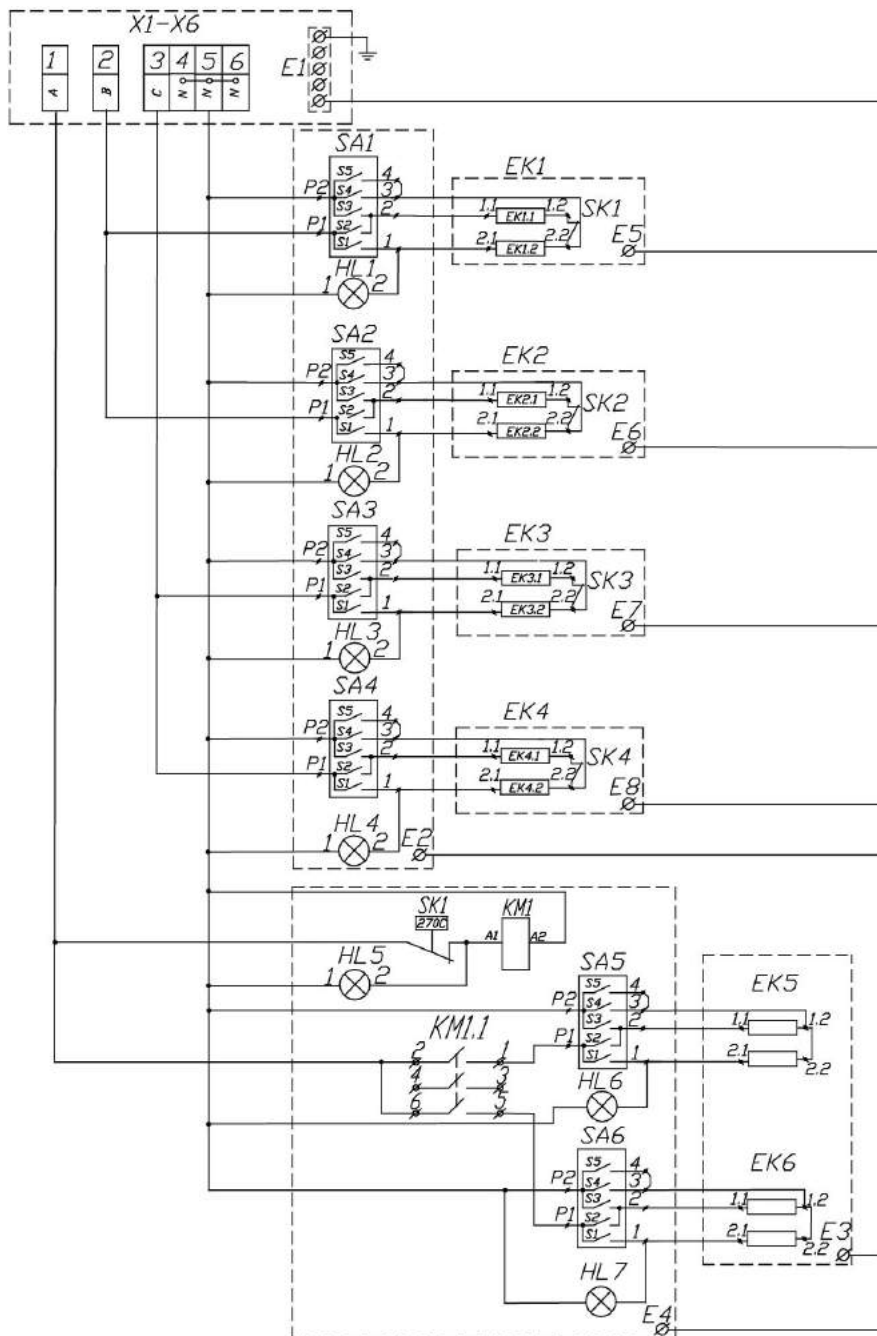 X1-X6
1 2 3 4 5 6
E1
A B C N N N
SA1
S5 4
P2 S4 3
S3 2
P1 S2
S1 1
HL1
1 2
EK1
1.1 EK1.1 1.2
SK1
2.1 EK1.2 2.2
E5
SA2
S5 4
P2 S4 3
S3 2
P1 S2
S1 1
HL2
1 2
EK2
1.1 EK2.1 1.2
SK2
2.1 EK2.2 2.2
E6
SA3
S5 4
P2 S4 3
S3 2
P1 S2
S1 1
HL3
1 2
EK3
1.1 EK3.1 1.2
SK3
2.1 EK3.2 2.2
E7
SA4
S5 4
P2 S4 3
S3 2
P1 S2
S1 1
HL4
1 2
E2
EK4
1.1 EK4.1 1.2
SK4
2.1 EK4.2 2.2
E8
SK1
270C
KM1
A1 A2
HL5
1 2
SA5
S5 4
P2 S4 3
S3 2
P1 S2
S1 1
HL6
EK5
1.1 1.2
2.1 2.2
KM1.1
2 1
4 3
6 5
SA6
S5 4
P2 S4 3
S3 2
P1 S2
S1 1
HL7
EK6
1.1 1.2
2.1 2.2
E3
E4